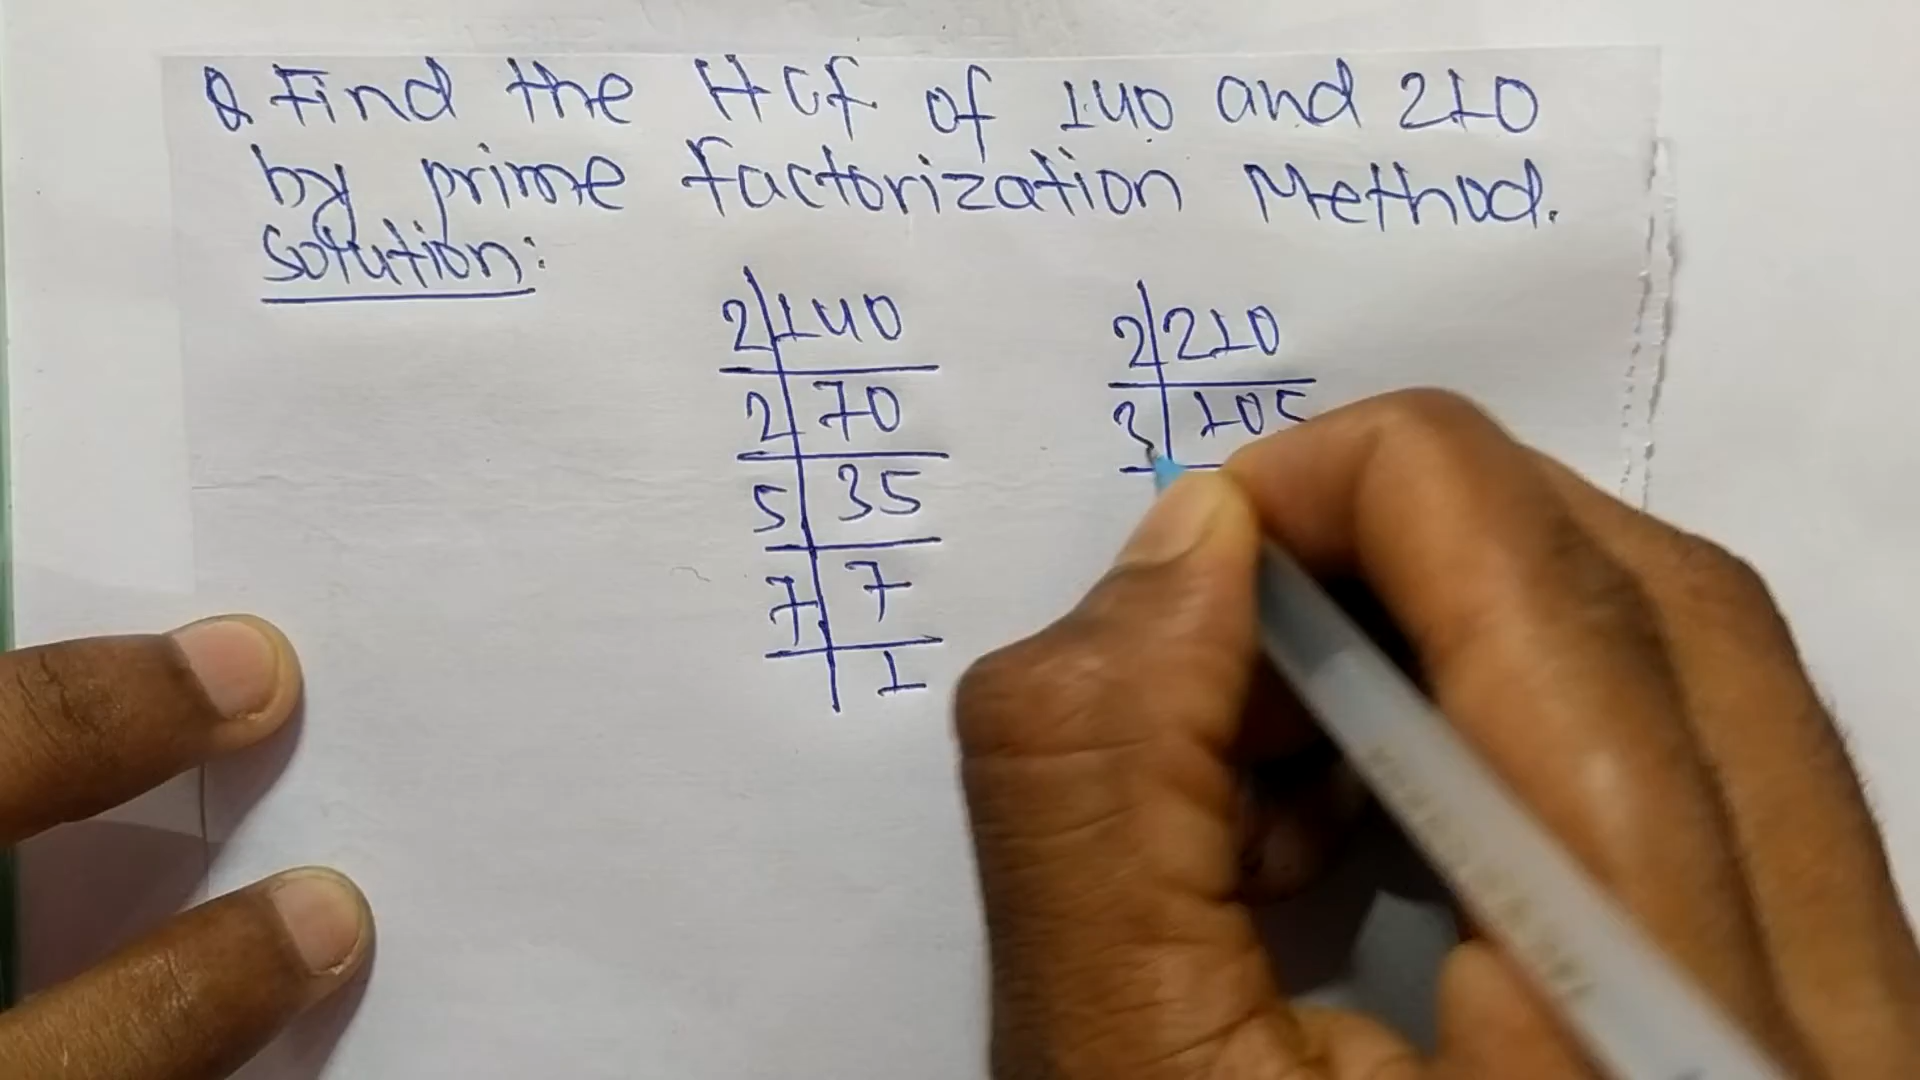 Q Find the HCF of 140 and 210
by prime factorization Method.
Solution:
2 140
2 70
5 35
7 7
1
2 210
3 105